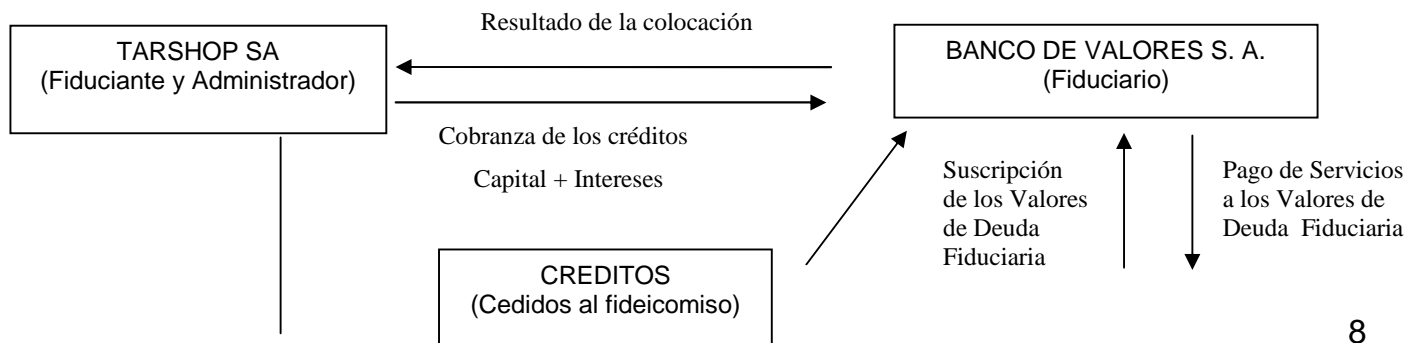 Resultado de la colocación
TARSHOP SA
(Fiduciante y Administrador)
BANCO DE VALORES S. A.
(Fiduciario)
Cobranza de los créditos
Capital + Intereses
Suscripción
de los Valores
de Deuda
Fiduciaria
Pago de Servicios
a los Valores de
Deuda Fiduciaria
CREDITOS
(Cedidos al fideicomiso)
8